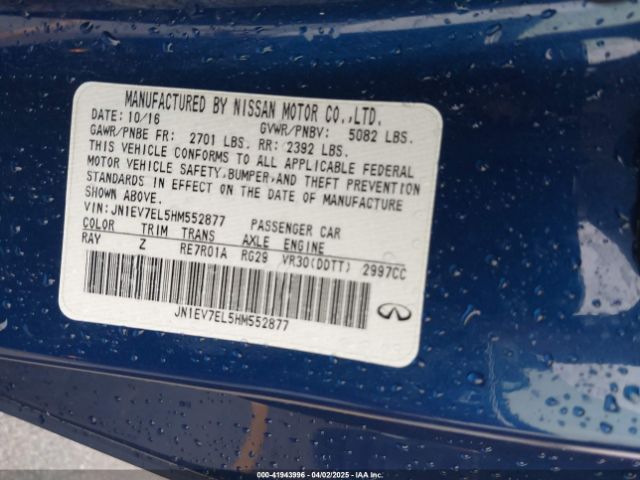 MANUFACTURED BY NISSAN MOTOR CO.,LTD.
DATE: 10/16 GVWR/PNBV: 5082 LBS.
GAWR/PNBE FR: 2701 LBS. RR: 2392 LBS.
THIS VEHICLE CONFORMS TO ALL APPLICABLE FEDERAL
MOTOR VEHICLE SAFETY,BUMPER,AND THEFT PREVENTION
STANDARDS IN EFFECT ON THE DATE OF MANUFACTURE
SHOWN ABOVE.
VIN:JN1EV7EL5HM552877 PASSENGER CAR
COLOR TRIM TRANS AXLE ENGINE
RAY Z RE7R01A RG29 VR30(DDTT) 2997CC
JN1EV7EL5HM552877
000-41943996 - 04/02/2025 - IAA, Inc.